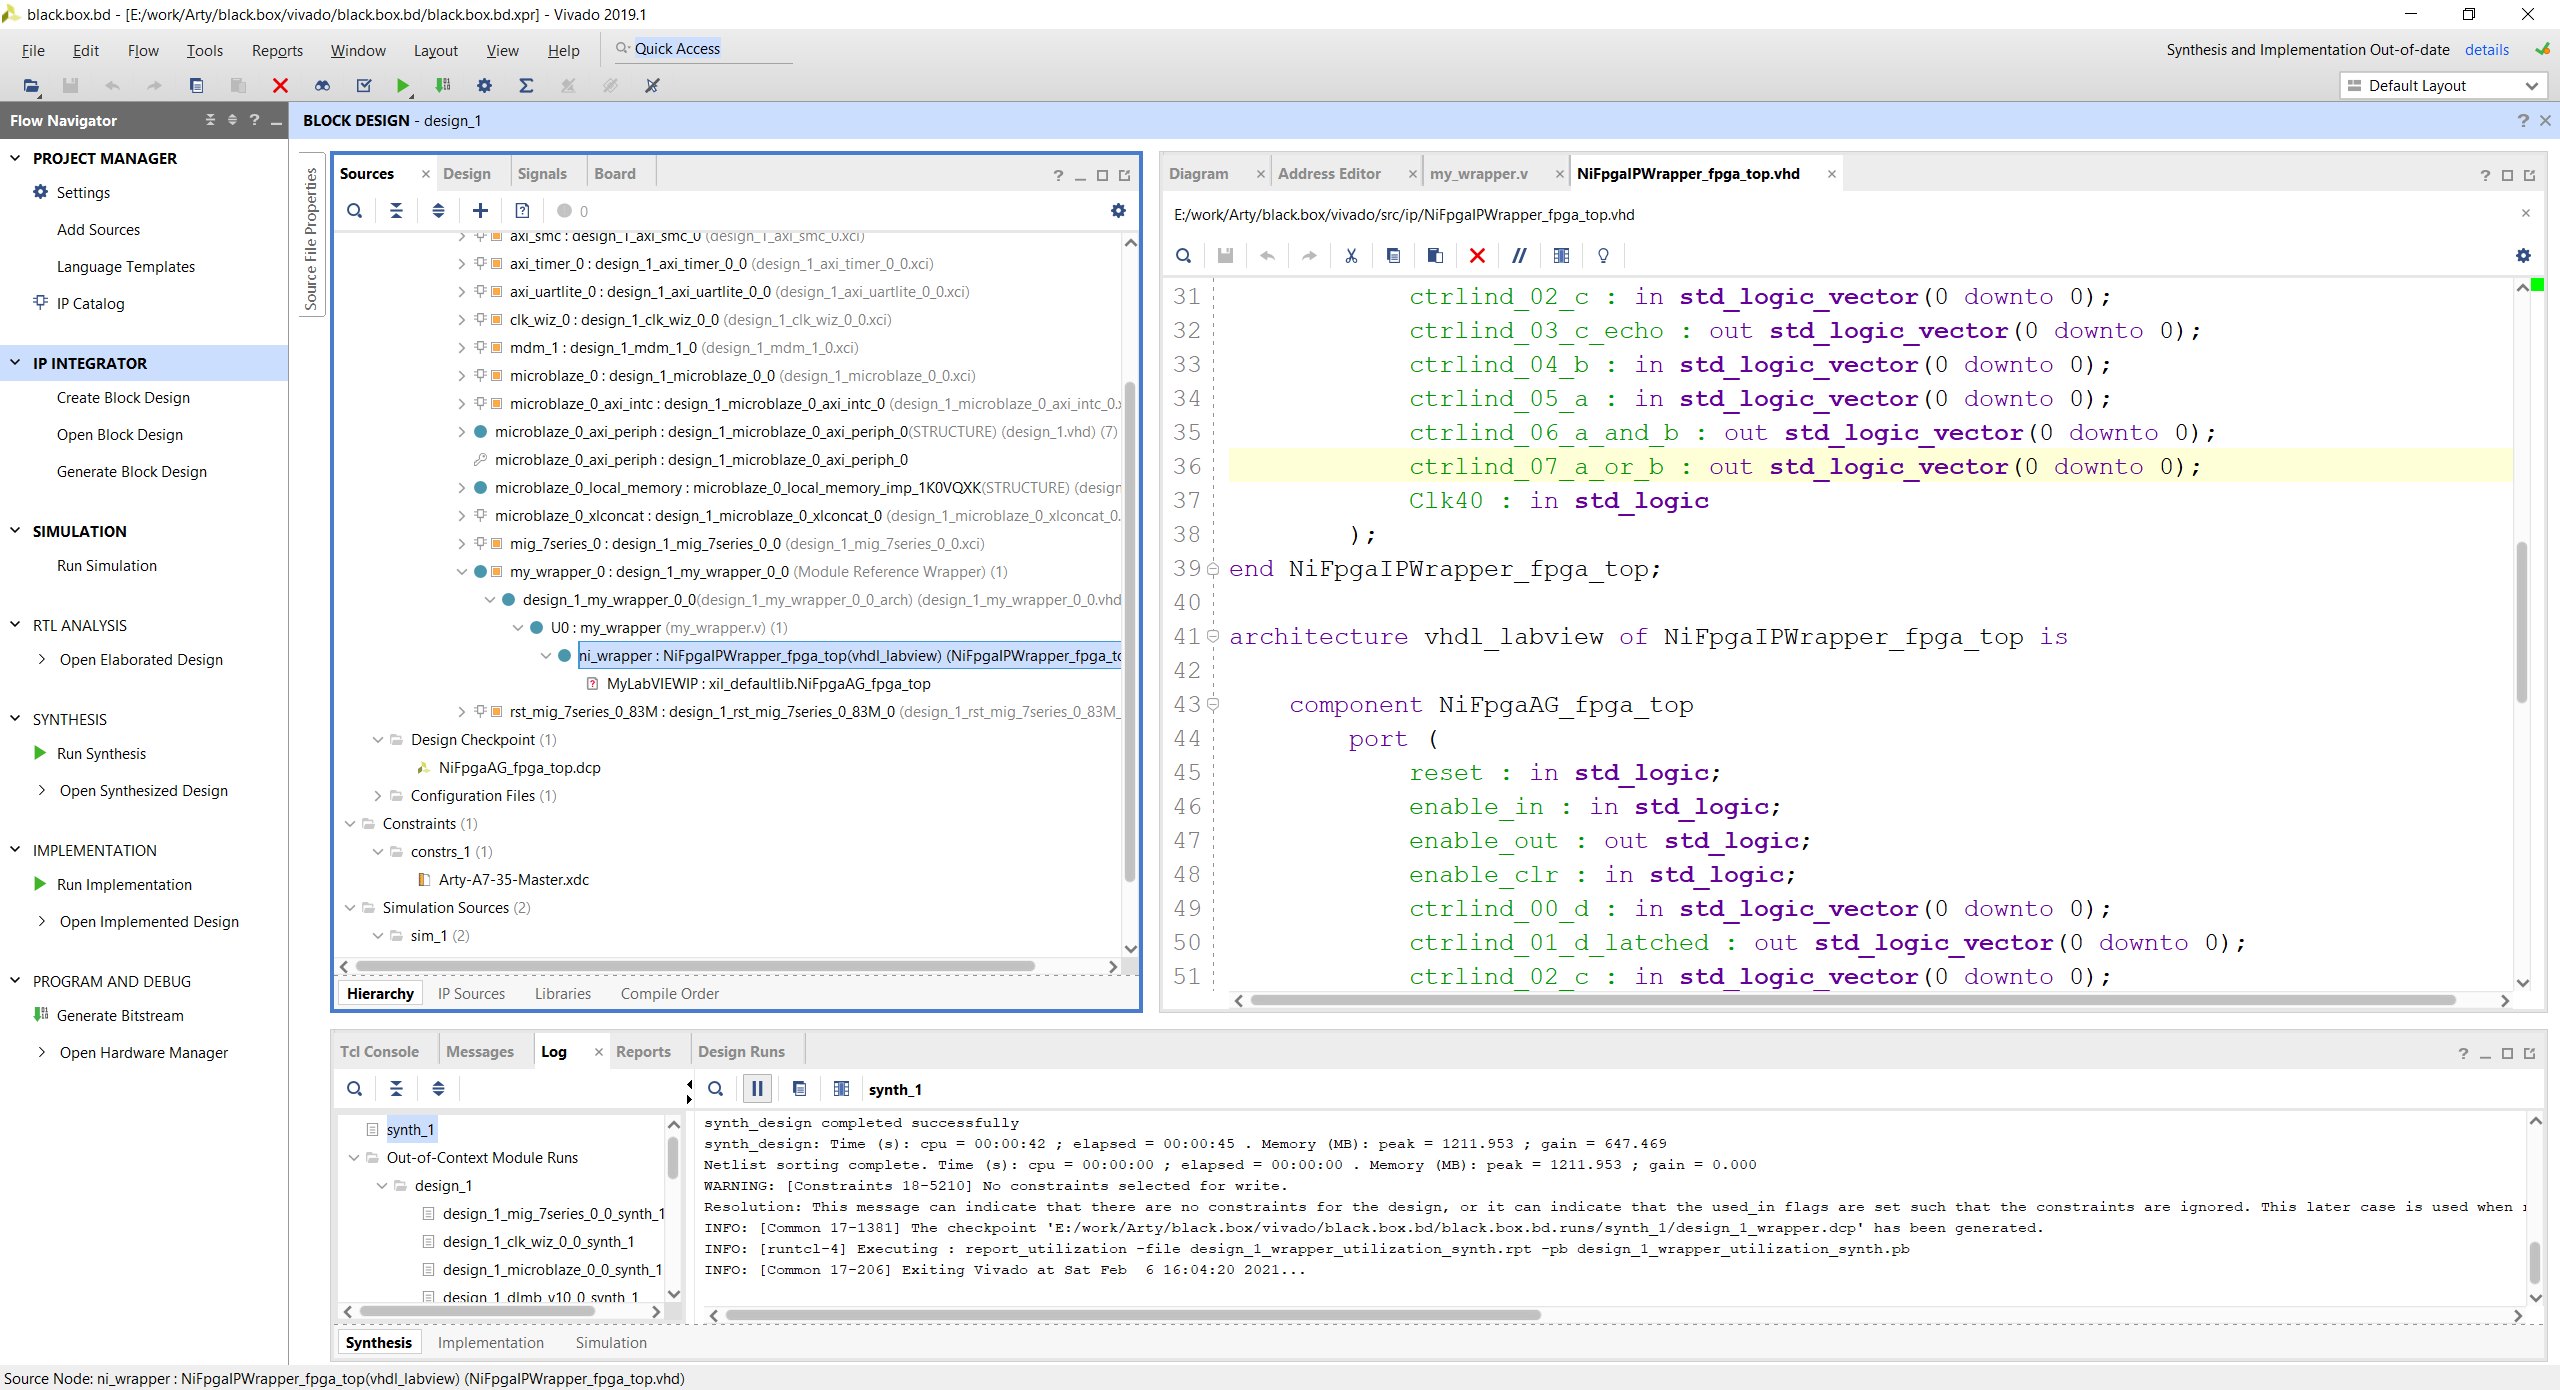 black.box.bd - [E:/work/Arty/black.box/vivado/black.box.bd/black.box.bd.xpr] - Vivado 2019.1
File Edit Flow Tools Reports Window Layout View Help Quick Access
Synthesis and Implementation Out-of-date details
Default Layout
Flow Navigator
PROJECT MANAGER
Settings
Add Sources
Language Templates
IP Catalog
IP INTEGRATOR
Create Block Design
Open Block Design
Generate Block Design
SIMULATION
Run Simulation
RTL ANALYSIS
Open Elaborated Design
SYNTHESIS
Run Synthesis
Open Synthesized Design
IMPLEMENTATION
Run Implementation
Open Implemented Design
PROGRAM AND DEBUG
Generate Bitstream
Open Hardware Manager
BLOCK DESIGN - design_1
Source File Properties
Sources Design Signals Board
0
axi_smc : design_1_axi_smc_0 (design_1_axi_smc_0.xci)
axi_timer_0 : design_1_axi_timer_0_0 (design_1_axi_timer_0_0.xci)
axi_uartlite_0 : design_1_axi_uartlite_0_0 (design_1_axi_uartlite_0_0.xci)
clk_wiz_0 : design_1_clk_wiz_0_0 (design_1_clk_wiz_0_0.xci)
mdm_1 : design_1_mdm_1_0 (design_1_mdm_1_0.xci)
microblaze_0 : design_1_microblaze_0_0 (design_1_microblaze_0_0.xci)
microblaze_0_axi_intc : design_1_microblaze_0_axi_intc_0 (design_1_microblaze_0_axi_intc_0.x
microblaze_0_axi_periph : design_1_microblaze_0_axi_periph_0(STRUCTURE) (design_1.vhd) (7)
microblaze_0_axi_periph : design_1_microblaze_0_axi_periph_0
microblaze_0_local_memory : microblaze_0_local_memory_imp_1K0VQXK(STRUCTURE) (design
microblaze_0_xlconcat : design_1_microblaze_0_xlconcat_0 (design_1_microblaze_0_xlconcat_0.
mig_7series_0 : design_1_mig_7series_0_0 (design_1_mig_7series_0_0.xci)
my_wrapper_0 : design_1_my_wrapper_0_0 (Module Reference Wrapper) (1)
design_1_my_wrapper_0_0(design_1_my_wrapper_0_0_arch) (design_1_my_wrapper_0_0.vhd
U0 : my_wrapper (my_wrapper.v) (1)
ni_wrapper : NiFpgaIPWrapper_fpga_top(vhdl_labview) (NiFpgaIPWrapper_fpga_to
MyLabVIEWIP : xil_defaultlib.NiFpgaAG_fpga_top
rst_mig_7series_0_83M : design_1_rst_mig_7series_0_83M_0 (design_1_rst_mig_7series_0_83M_
Design Checkpoint (1)
NiFpgaAG_fpga_top.dcp
Configuration Files (1)
Constraints (1)
constrs_1 (1)
Arty-A7-35-Master.xdc
Simulation Sources (2)
sim_1 (2)
Hierarchy IP Sources Libraries Compile Order
Diagram Address Editor my_wrapper.v NiFpgaIPWrapper_fpga_top.vhd
E:/work/Arty/black.box/vivado/src/ip/NiFpgaIPWrapper_fpga_top.vhd
31 ctrlind_02_c : in std_logic_vector(0 downto 0);
32 ctrlind_03_c_echo : out std_logic_vector(0 downto 0);
33 ctrlind_04_b : in std_logic_vector(0 downto 0);
34 ctrlind_05_a : in std_logic_vector(0 downto 0);
35 ctrlind_06_a_and_b : out std_logic_vector(0 downto 0);
36 ctrlind_07_a_or_b : out std_logic_vector(0 downto 0);
37 Clk40 : in std_logic
38 );
39 end NiFpgaIPWrapper_fpga_top;
40
41 architecture vhdl_labview of NiFpgaIPWrapper_fpga_top is
42
43 component NiFpgaAG_fpga_top
44 port (
45 reset : in std_logic;
46 enable_in : in std_logic;
47 enable_out : out std_logic;
48 enable_clr : in std_logic;
49 ctrlind_00_d : in std_logic_vector(0 downto 0);
50 ctrlind_01_d_latched : out std_logic_vector(0 downto 0);
51 ctrlind_02_c : in std_logic_vector(0 downto 0);
Tcl Console Messages Log Reports Design Runs
synth_1
synth_1
Out-of-Context Module Runs
design_1
design_1_mig_7series_0_0_synth_1
design_1_clk_wiz_0_0_synth_1
design_1_microblaze_0_0_synth_1
design_1_dlmb_v10_0_synth_1
synth_design completed successfully
synth_design: Time (s): cpu = 00:00:42 ; elapsed = 00:00:45 . Memory (MB): peak = 1211.953 ; gain = 647.469
Netlist sorting complete. Time (s): cpu = 00:00:00 ; elapsed = 00:00:00 . Memory (MB): peak = 1211.953 ; gain = 0.000
WARNING: [Constraints 18-5210] No constraints selected for write.
Resolution: This message can indicate that there are no constraints for the design, or it can indicate that the used_in flags are set such that the constraints are ignored. This later case is used when
INFO: [Common 17-1381] The checkpoint 'E:/work/Arty/black.box/vivado/black.box.bd/black.box.bd.runs/synth_1/design_1_wrapper.dcp' has been generated.
INFO: [runtcl-4] Executing : report_utilization -file design_1_wrapper_utilization_synth.rpt -pb design_1_wrapper_utilization_synth.pb
INFO: [Common 17-206] Exiting Vivado at Sat Feb  6 16:04:20 2021...
Synthesis Implementation Simulation
Source Node: ni_wrapper : NiFpgaIPWrapper_fpga_top(vhdl_labview) (NiFpgaIPWrapper_fpga_top.vhd)